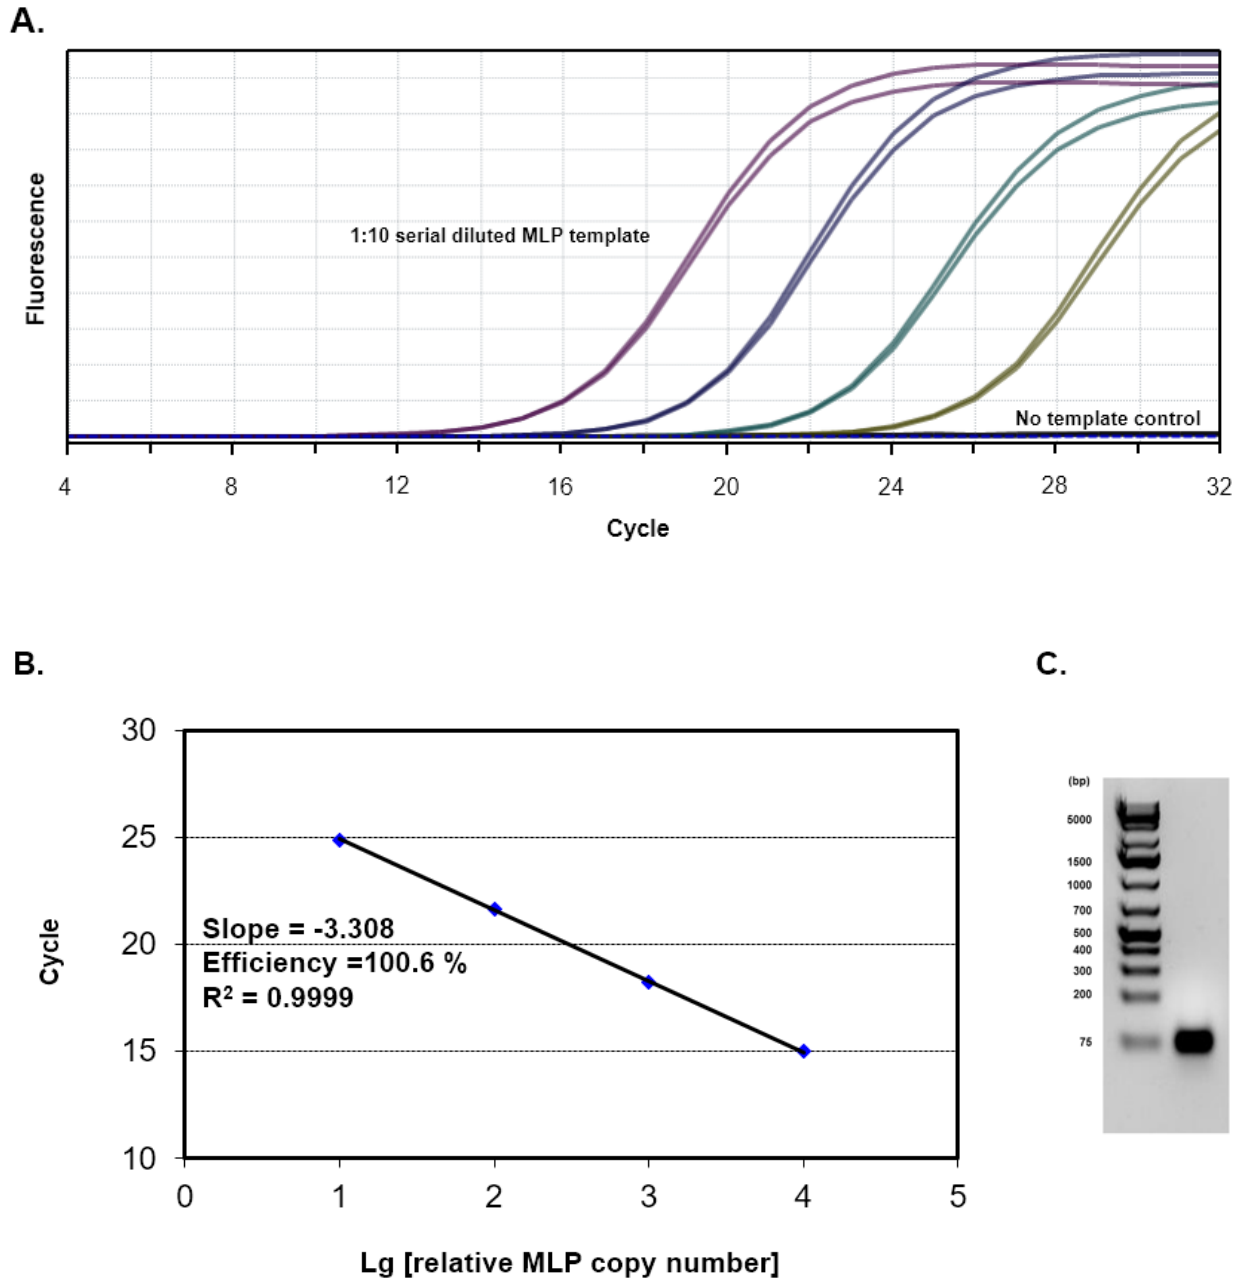 A.
Fluorescence
1:10 serial diluted MLP template
No template control
4 8 12 16 20 24 28 32
Cycle
B.
30
25
20
15
10
Cycle
Slope = -3.308
Efficiency =100.6 %
R² = 0.9999
0 1 2 3 4 5
Lg [relative MLP copy number]
C.
(bp)
5000
1500
1000
700
500
400
300
200
75